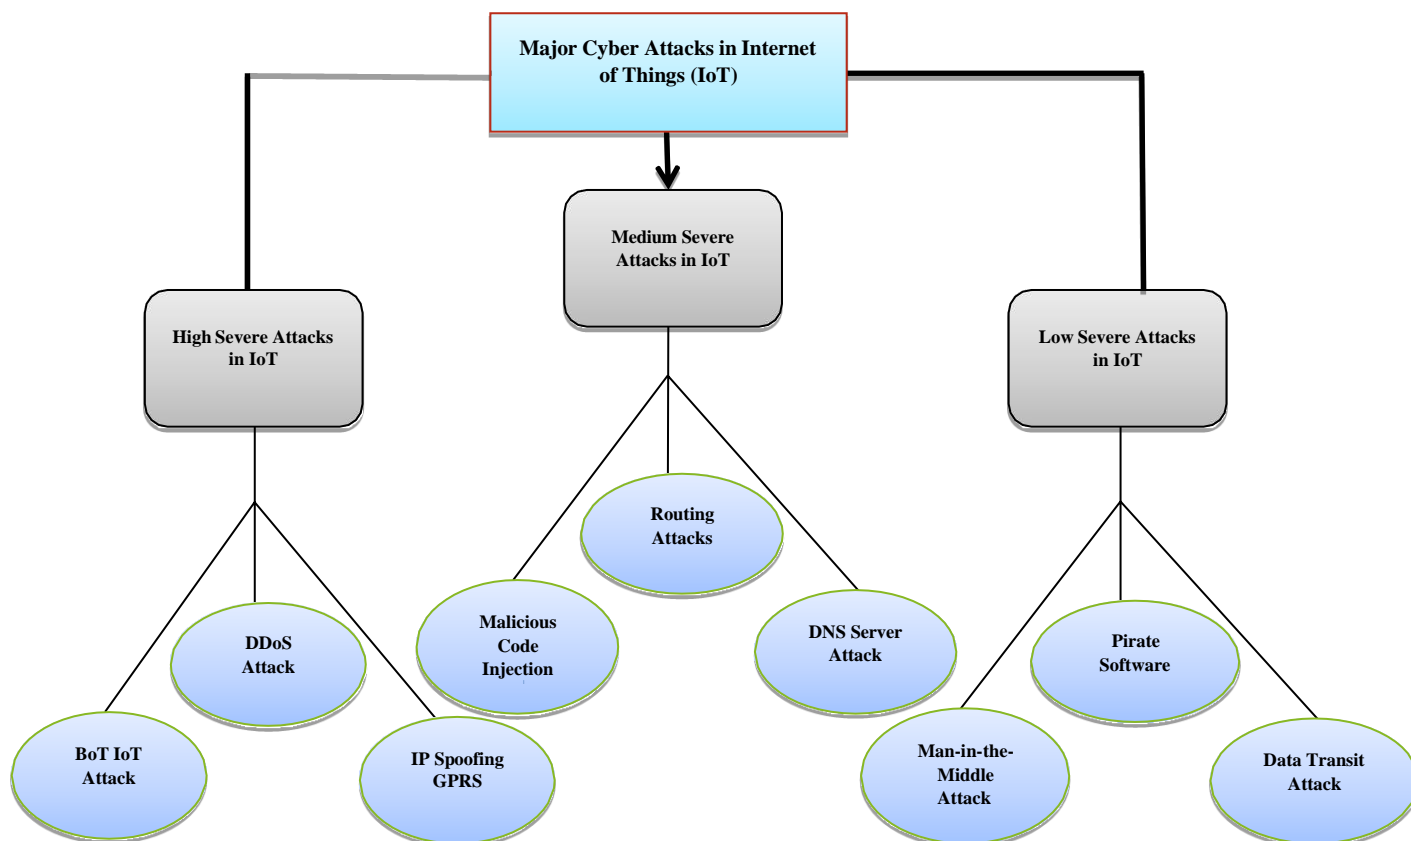 Major Cyber Attacks in Internet
of Things (IoT)
Medium Severe
Attacks in IoT
High Severe Attacks
in IoT
Low Severe Attacks
in IoT
Routing
Attacks
Malicious
Code
Injection
DNS Server
Attack
DDoS
Attack
Pirate
Software
BoT IoT
Attack
IP Spoofing
GPRS
Man-in-the-
Middle
Attack
Data Transit
Attack